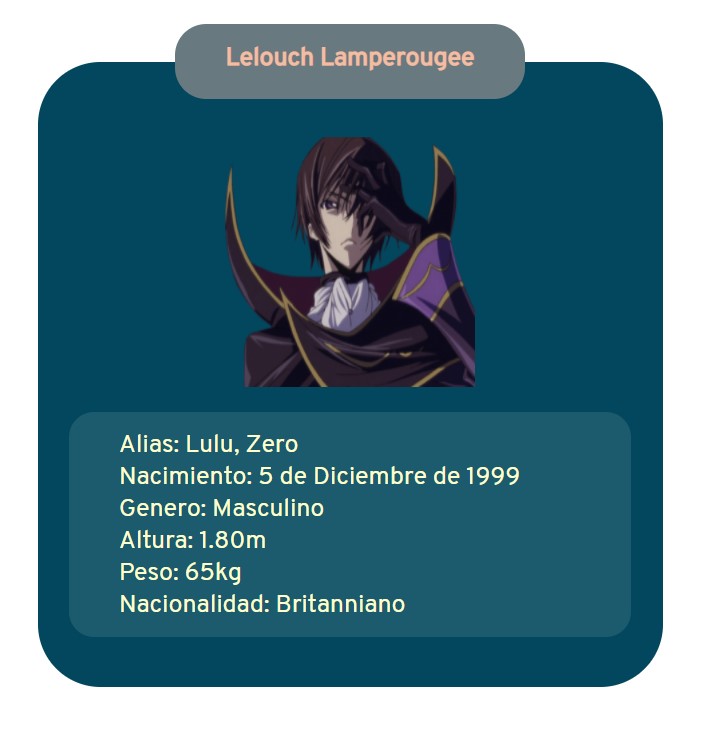 Lelouch Lamperougee
Alias: Lulu, Zero
Nacimiento: 5 de Diciembre de 1999
Genero: Masculino
Altura: 1.80m
Peso: 65kg
Nacionalidad: Britanniano